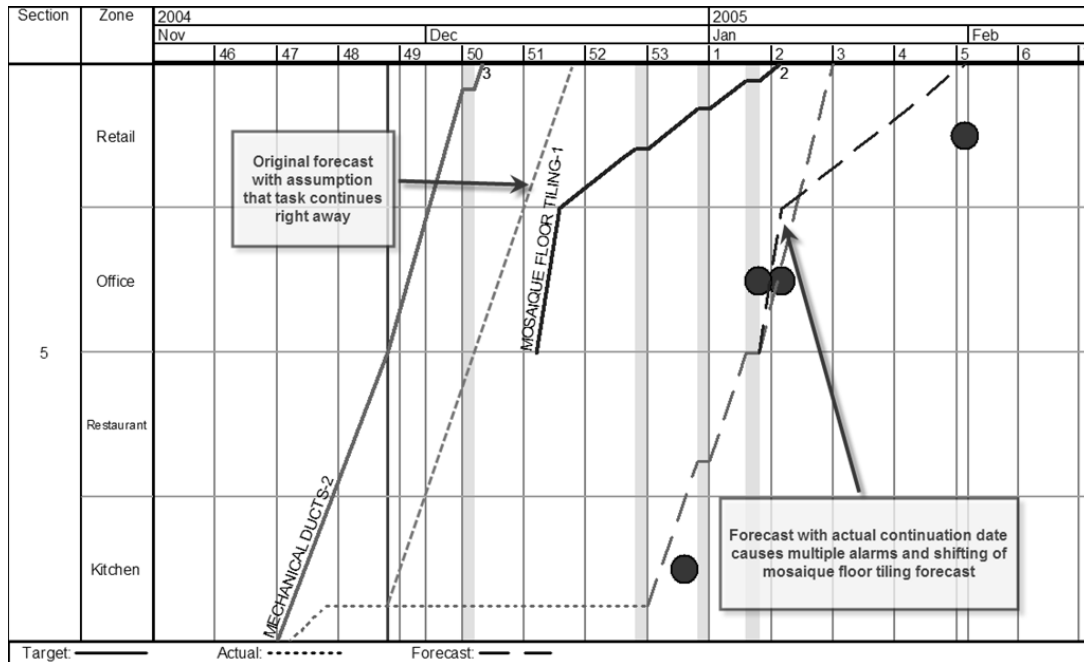 Section Zone 2004 2005
Nov Dec Jan Feb
46 47 48 49 50 51 52 53 1 2 3 4 5 6
3 2
Retail
Original forecast
with assumption
that task continues
right away
MOSAIQUE FLOOR TILING-1
Office
5
Restaurant
MECHANICAL DUCTS-2
Forecast with actual continuation date
causes multiple alarms and shifting of
mosaique floor tiling forecast
Kitchen
Target: Actual: Forecast: